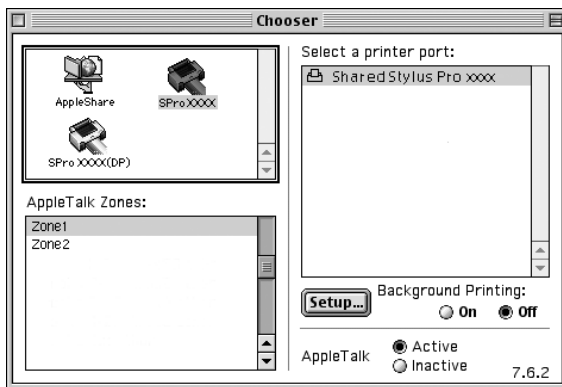 Chooser
AppleShare
SPro XXXX
SPro XXXX(DP)
AppleTalk Zones:
Zone1
Zone2
Select a printer port:
Shared Stylus Pro xxxx
Setup...
Background Printing:
On Off
AppleTalk
Active
Inactive
7.6.2